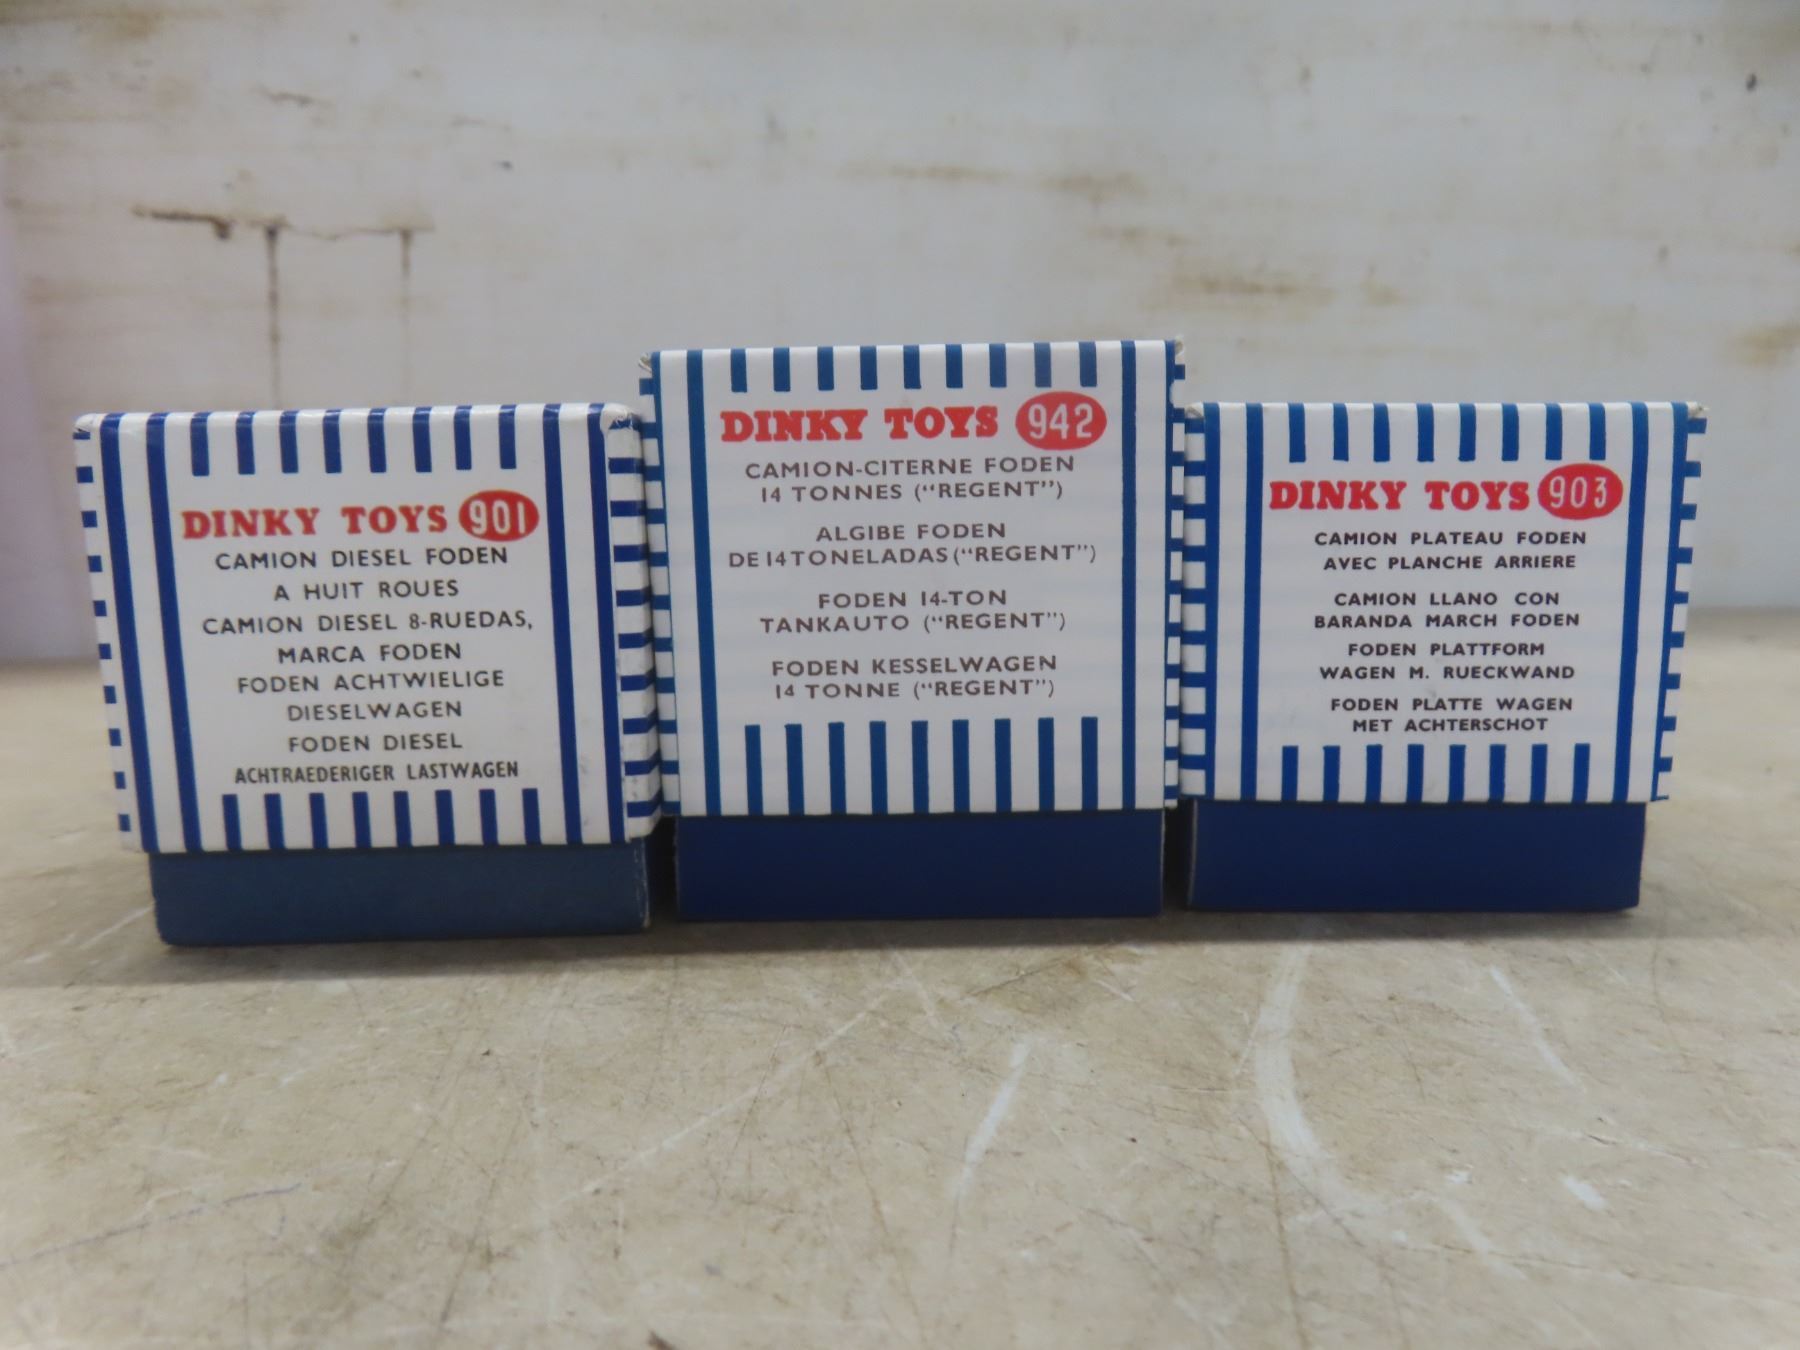 DINKY TOYS 901
CAMION DIESEL FODEN
A HUIT ROUES
CAMION DIESEL 8-RUEDAS,
MARCA FODEN
FODEN ACHTWIELIGE
DIESELWAGEN
FODEN DIESEL
ACHTRAEDERIGER LASTWAGEN
DINKY TOYS 942
CAMION-CITERNE FODEN
14 TONNES ("REGENT")
ALGIBE FODEN
DE 14 TONELADAS ("REGENT")
FODEN 14-TON
TANKAUTO ("REGENT")
FODEN KESSELWAGEN
14 TONNE ("REGENT")
DINKY TOYS 903
CAMION PLATEAU FODEN
AVEC PLANCHE ARRIERE
CAMION LLANO CON
BARANDA MARCH FODEN
FODEN PLATTFORM
WAGEN M. RUECKWAND
FODEN PLATTE WAGEN
MET ACHTERSCHOT